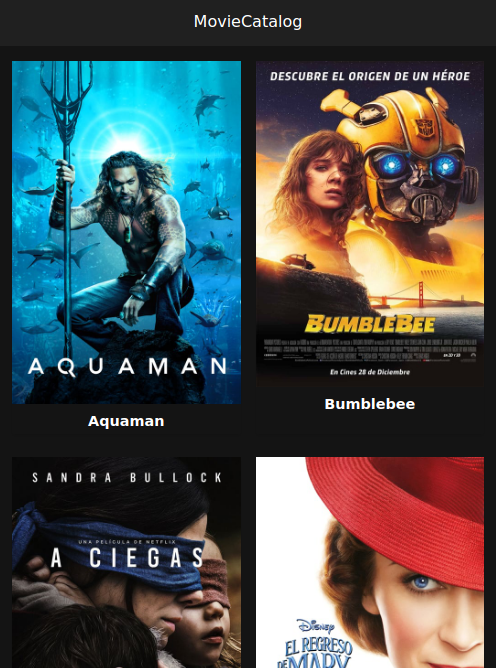 MovieCatalog
AQUAMAN
Aquaman
DESCUBRE EL ORIGEN DE UN HÉROE
BUMBLEBEE
En Cines 28 de Diciembre
Bumblebee
SANDRA BULLOCK
UNA PELÍCULA DE NETFLIX
A CIEGAS
Disney
EL REGRESO
de MARY